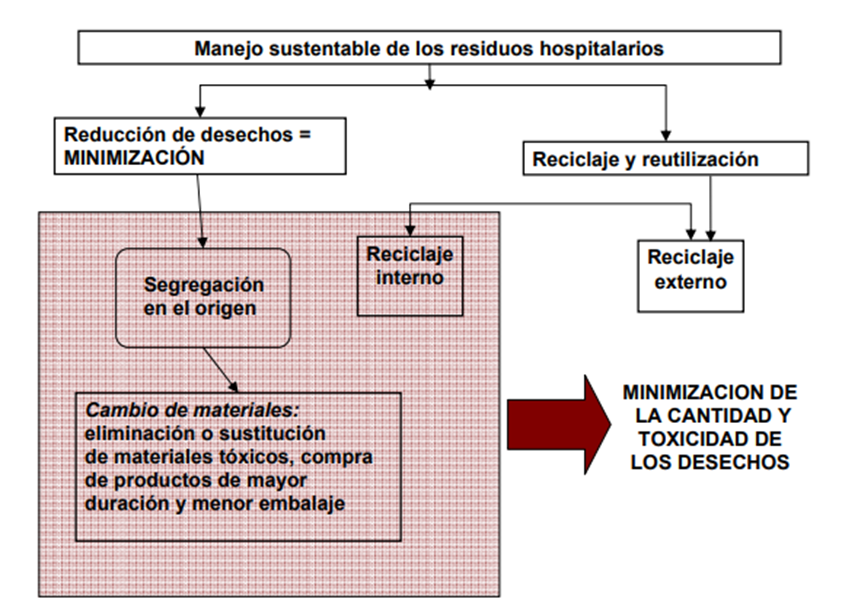 Manejo sustentable de los residuos hospitalarios
Reducción de desechos =
MINIMIZACIÓN
Reciclaje y reutilización
Reciclaje
interno
Reciclaje
externo
Segregación
en el origen
Cambio de materiales:
eliminación o sustitución
de materiales tóxicos, compra
de productos de mayor
duración y menor embalaje
MINIMIZACION DE
LA CANTIDAD Y
TOXICIDAD DE
LOS DESECHOS